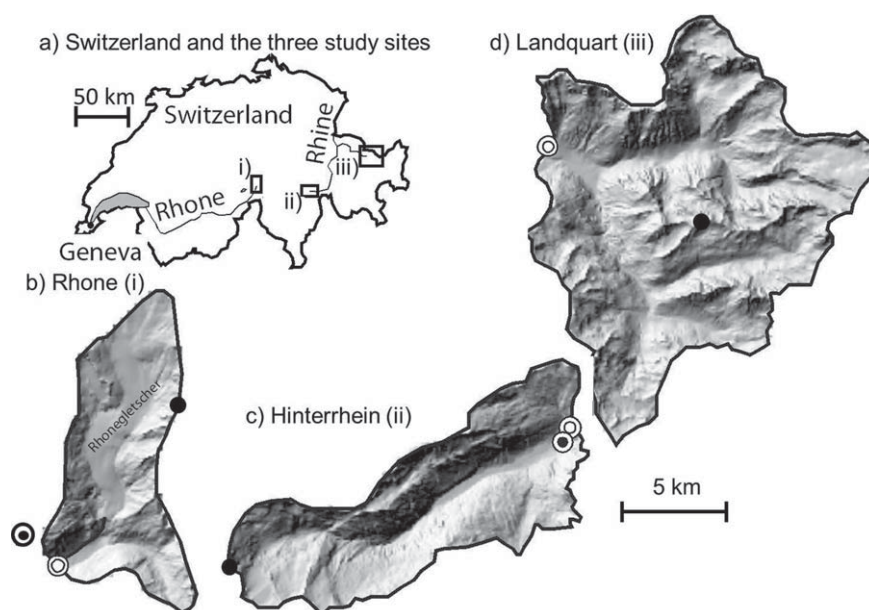 a) Switzerland and the three study sites
50 km
Switzerland
Rhine
i)
ii)
iii)
Rhone
Geneva
d) Landquart (iii)
b) Rhone (i)
Rhonegletscher
c) Hinterrhein (ii)
5 km